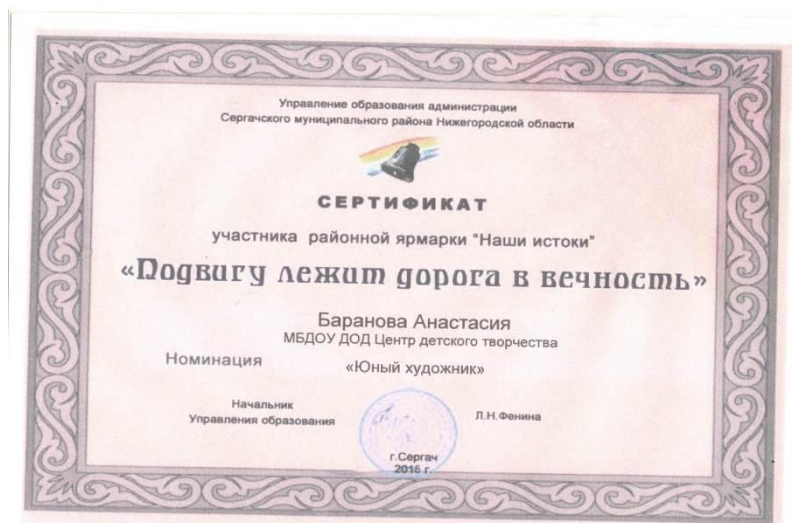 Управление образования администрации
Сергачского муниципального района Нижегородской области
СЕРТИФИКАТ
участника районной ярмарки "Наши истоки"
«Подвигу лежит дорога в вечность»
Баранова Анастасия
МБДОУ ДОД Центр детского творчества
Номинация «Юный художник»
Начальник
Управления образования Л.Н.Фенина
г.Сергач
2015 г.